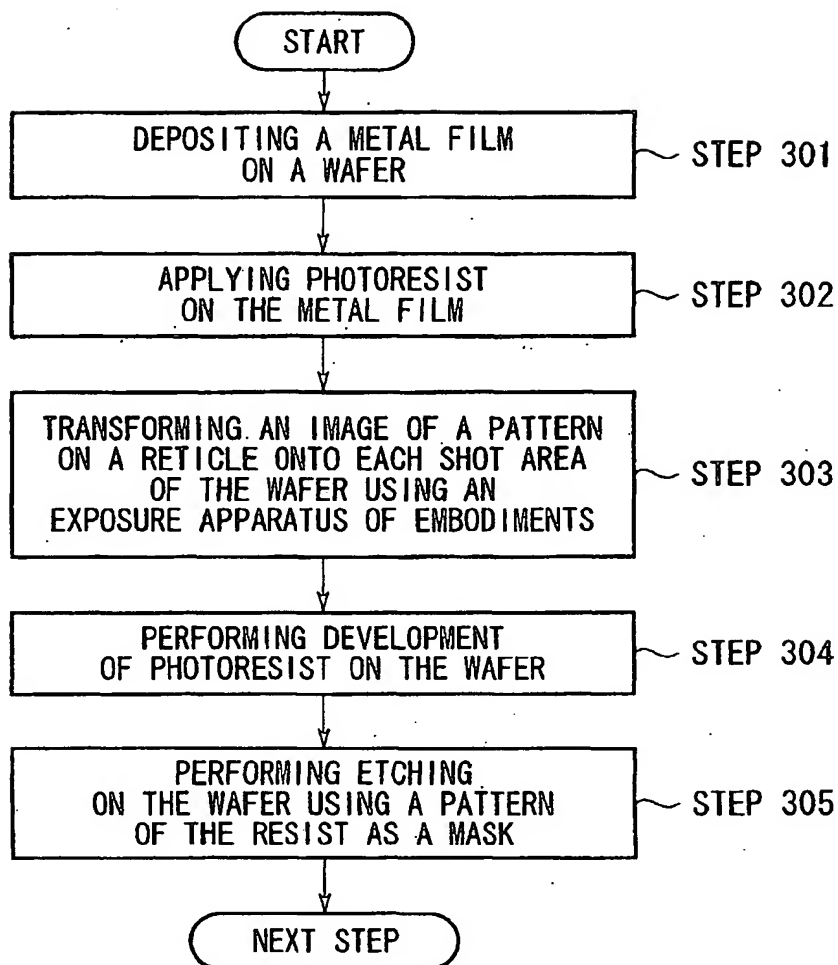 START
DEPOSITING A METAL FILM
ON A WAFER
STEP 301
APPLYING PHOTORESIST
ON THE METAL FILM
STEP 302
TRANSFORMING AN IMAGE OF A PATTERN
ON A RETICLE ONTO EACH SHOT AREA
OF THE WAFER USING AN
EXPOSURE APPARATUS OF EMBODIMENTS
STEP 303
PERFORMING DEVELOPMENT
OF PHOTORESIST ON THE WAFER
STEP 304
PERFORMING ETCHING
ON THE WAFER USING A PATTERN
OF THE RESIST AS A MASK
STEP 305
NEXT STEP